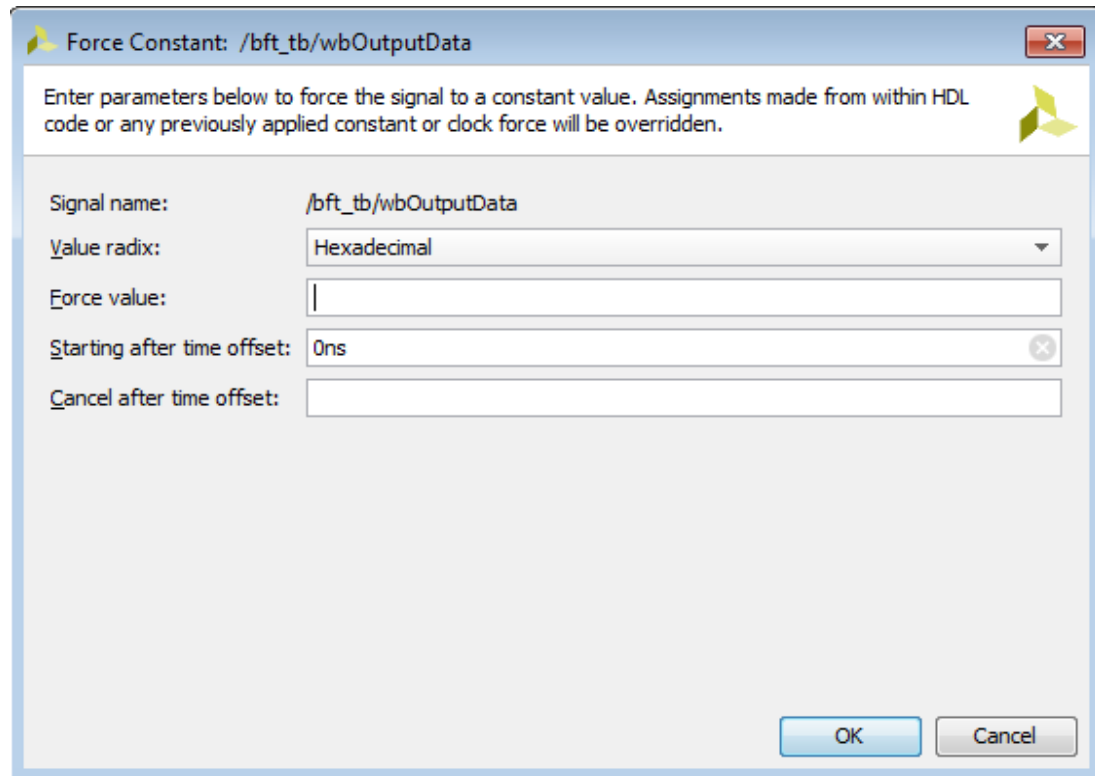 Force Constant: /bft_tb/wbOutputData
Enter parameters below to force the signal to a constant value. Assignments made from within HDL
code or any previously applied constant or clock force will be overridden.
Signal name: /bft_tb/wbOutputData
Value radix: Hexadecimal
Force value:
Starting after time offset: 0ns
Cancel after time offset:
OK Cancel